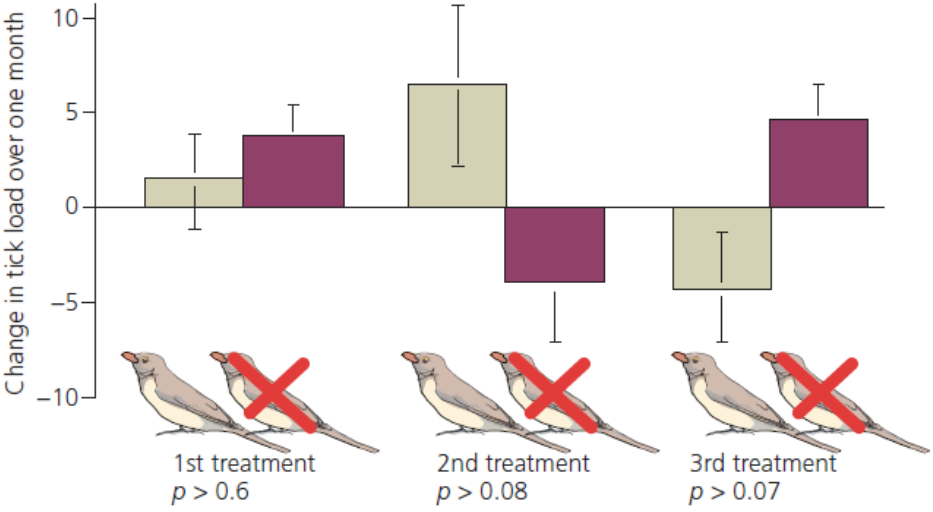 Change in tick load over one month
10
5
0
–5
–10
1st treatment
p > 0.6
2nd treatment
p > 0.08
3rd treatment
p > 0.07